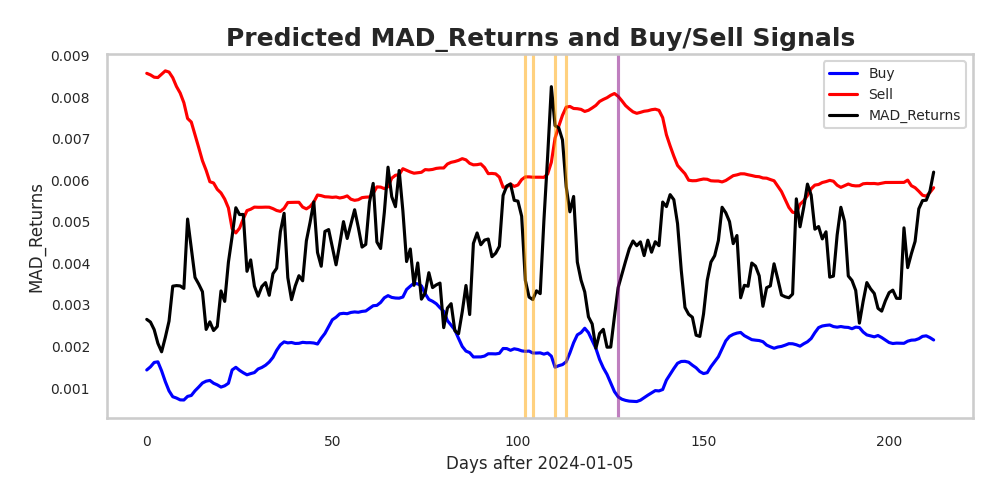 Predicted MAD_Returns and Buy/Sell Signals
MAD_Returns
0.009
0.008
0.007
0.006
0.005
0.004
0.003
0.002
0.001
Buy
Sell
MAD_Returns
0 50 100 150 200
Days after 2024-01-05